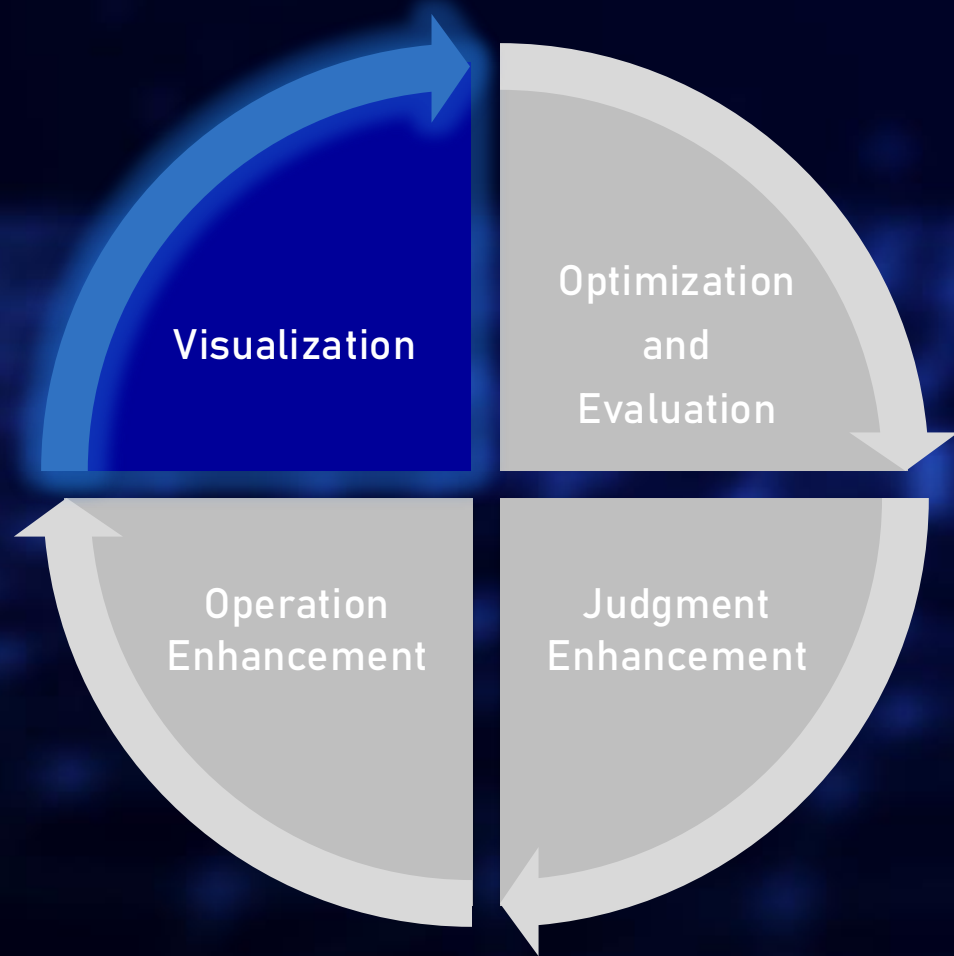 Visualization
Optimization
and
Evaluation
Operation
Enhancement
Judgment
Enhancement